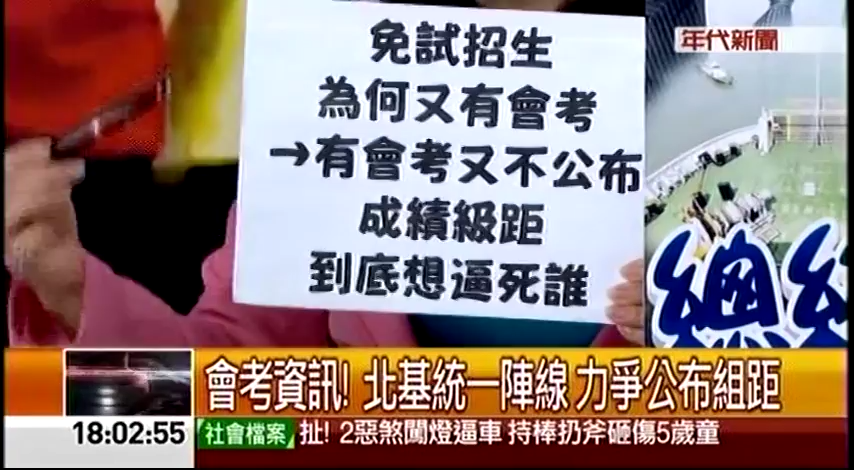 免試招生
為何又有會考
→有會考又不公布
成績級距
到底想逼死誰
年代新聞
總統
會考資訊! 北基統一陣線 力爭公布組距
18:02:55
社會檔案
扯! 2惡煞闖燈逼車 持棒扔斧砸傷5歲童